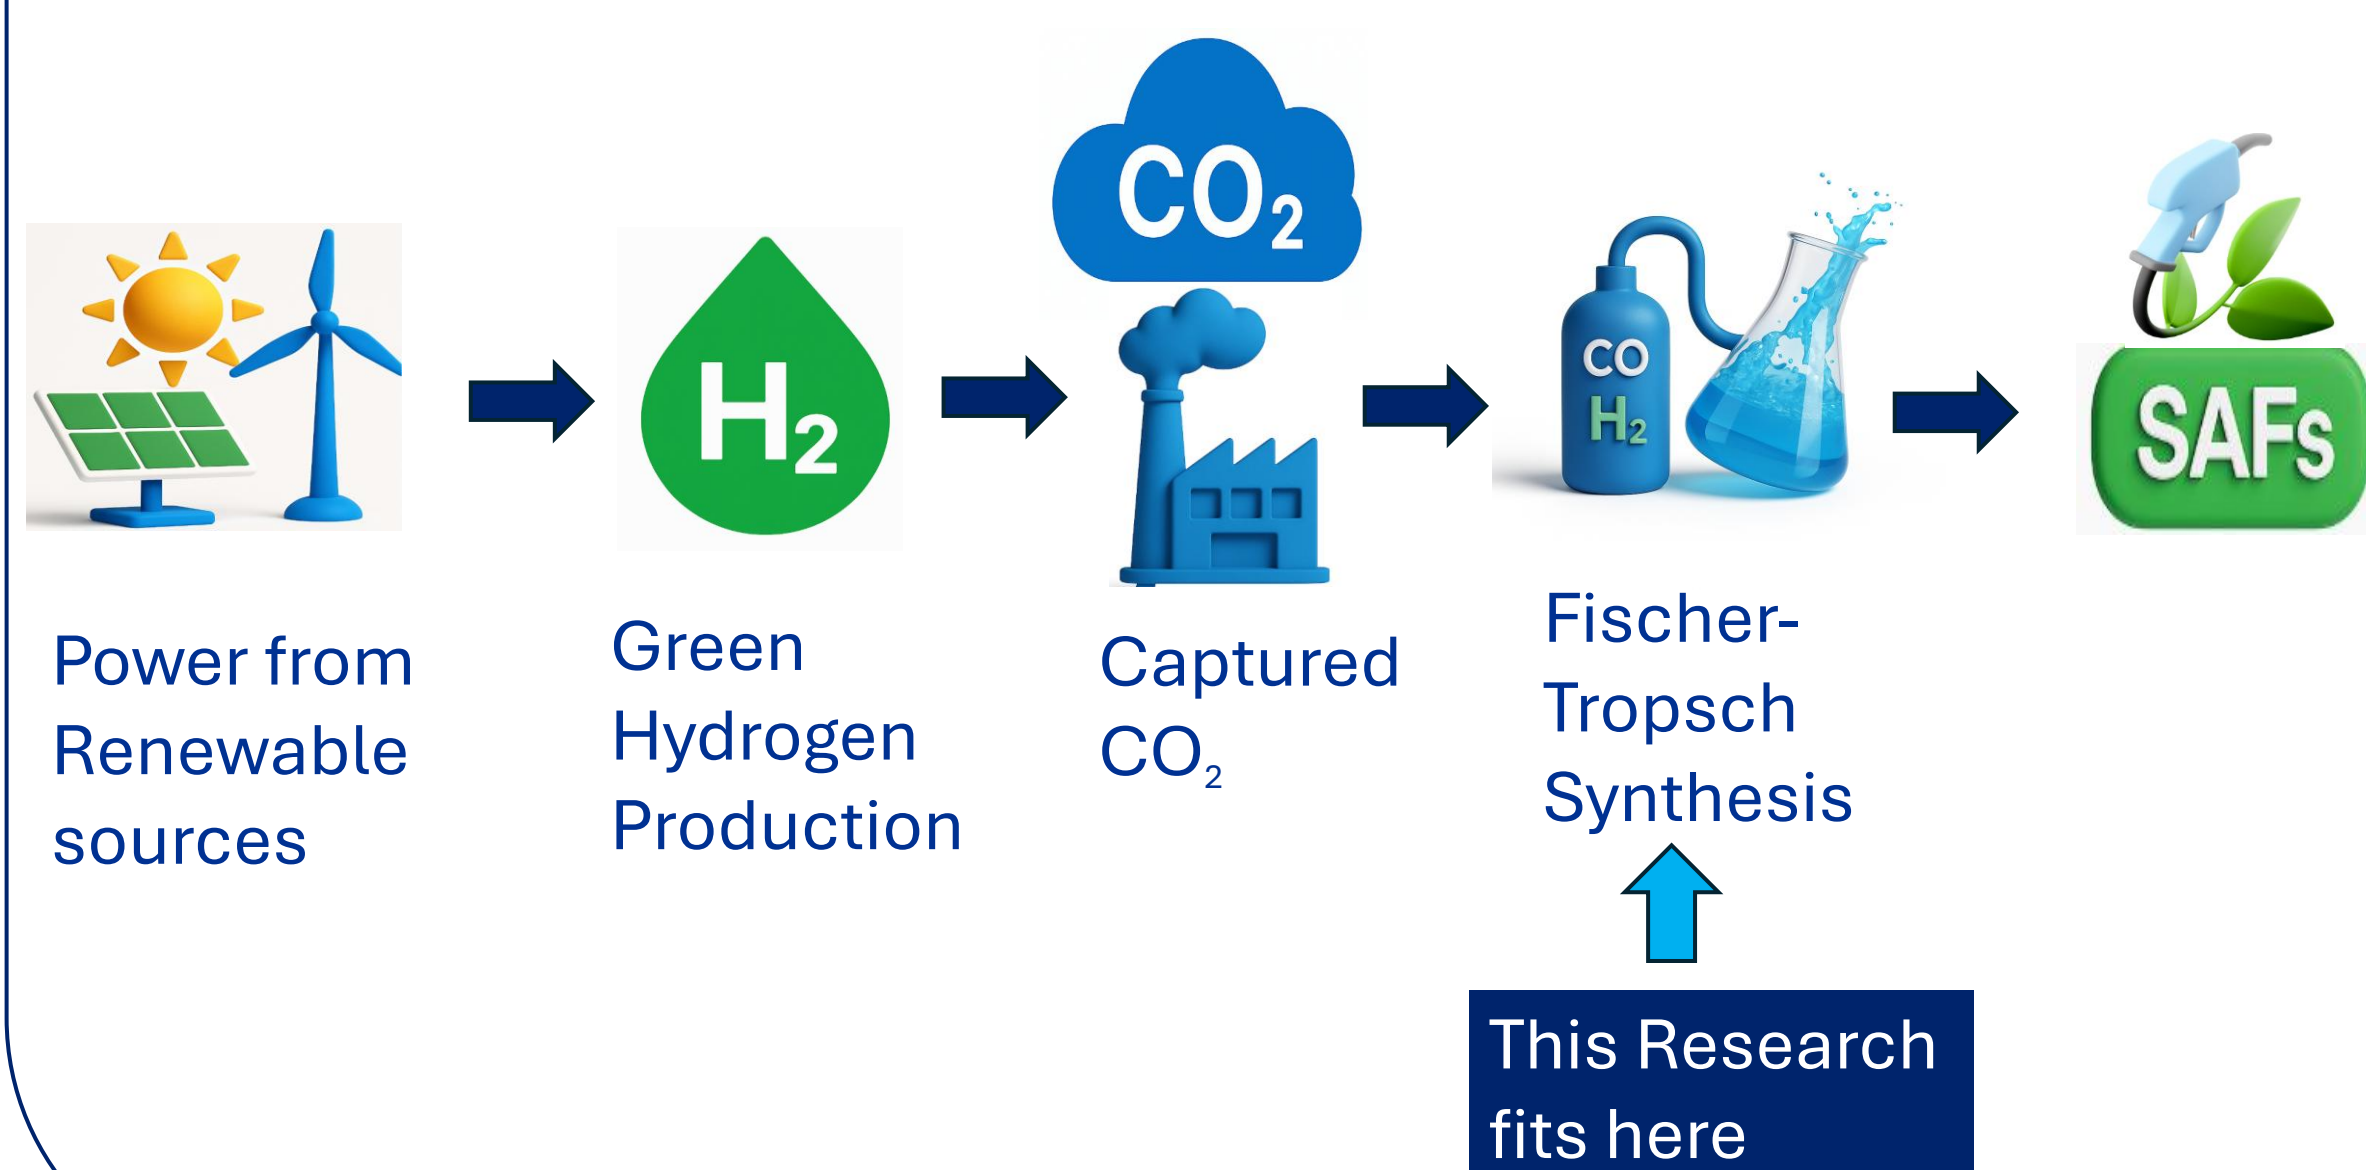 CO₂
H₂
CO
H₂
SAFs
Power from
Renewable
sources
Green
Hydrogen
Production
Captured
CO₂
Fischer-
Tropsch
Synthesis
This Research
fits here